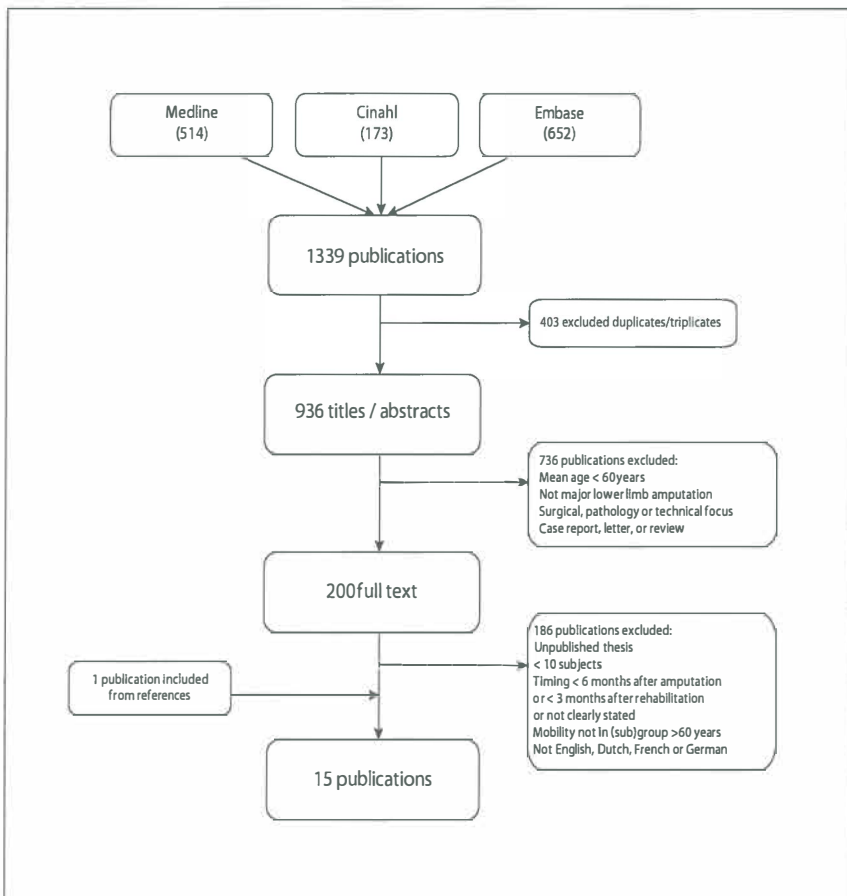 Medline
(514)
Cinahl
(173)
Embase
(652)
1339 publications
403 excluded duplicates/triplicates
936 titles / abstracts
736 publications excluded:
Mean age < 60 years
Not major lower limb amputation
Surgical, pathology or technical focus
Case report, letter, or review
200 full text
186 publications excluded:
Unpublished thesis
< 10 subjects
Timing < 6 months after amputation
or < 3 months after rehabilitation
or not clearly stated
Mobility not in (sub)group >60 years
Not English, Dutch, French or German
1 publication included
from references
15 publications